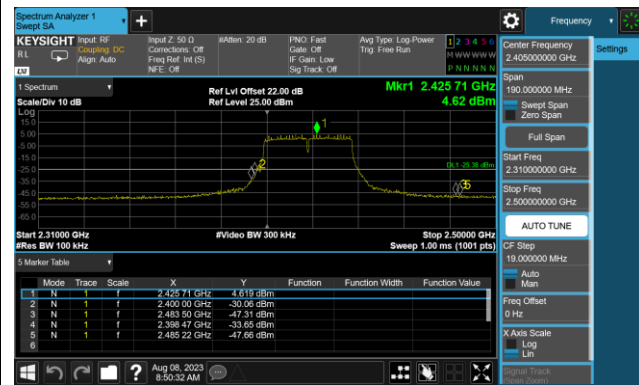 Spectrum Analyzer 1
Swept SA
Frequency
KEYSIGHT
RL
LXI
Input: RF
Coupling: DC
Align: Auto
Input Z: 50 Ω
Corrections: Off
Freq Ref: Int (S)
NFE: Off
#Atten: 20 dB
PNO: Fast
Gate: Off
IF Gain: Low
Sig Track: Off
Avg Type: Log-Power
Trig: Free Run
1 2 3 4 5 6
M W W W W W
P N N N N N
1 Spectrum
Scale/Div 10 dB
Ref Lvl Offset 22.00 dB
Ref Level 25.00 dBm
Mkr1 2.425 71 GHz
4.62 dBm
Log
15.0
5.00
-5.00
-15.0
-25.0
-35.0
-45.0
-55.0
-65.0
1
2
5
DL1 -25.38 dBm
Start 2.31000 GHz
#Res BW 100 kHz
#Video BW 300 kHz
Stop 2.50000 GHz
Sweep 1.00 ms (1001 pts)
5 Marker Table
Mode Trace Scale X Y Function Function Width Function Value
1 N 1 f 2.425 71 GHz 4.619 dBm
2 N 1 f 2.400 00 GHz -30.06 dBm
3 N 1 f 2.483 50 GHz -47.31 dBm
4 N 1 f 2.398 47 GHz -33.65 dBm
5 N 1 f 2.485 22 GHz -47.66 dBm
6
?
Aug 08, 2023
8:50:32 AM
Center Frequency
2.405000000 GHz
Settings
Span
190.000000 MHz
Swept Span
Zero Span
Full Span
Start Freq
2.310000000 GHz
Stop Freq
2.500000000 GHz
AUTO TUNE
CF Step
19.000000 MHz
Auto
Man
Freq Offset
0 Hz
X Axis Scale
Log
Lin
Signal Track
(Span Zoom)